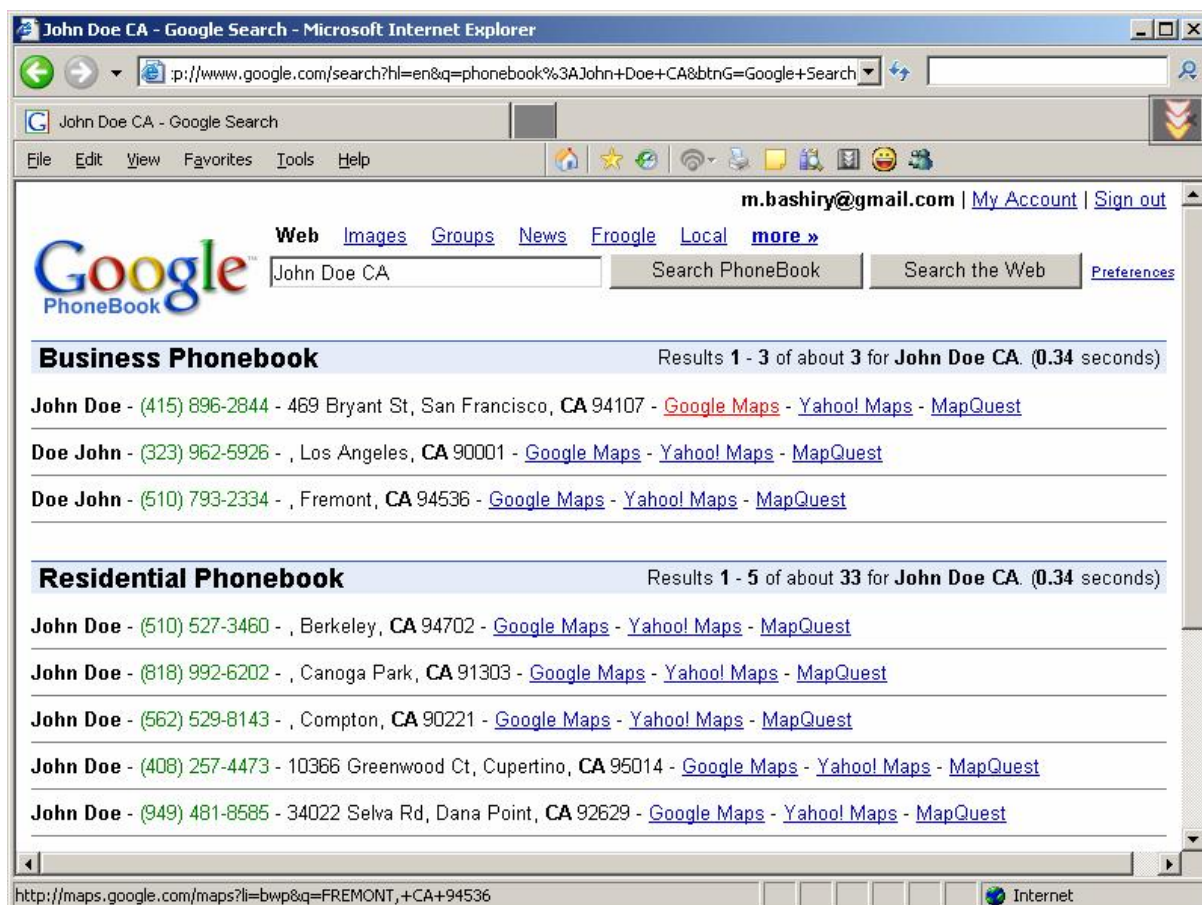 John Doe CA - Google Search - Microsoft Internet Explorer
:p://www.google.com/search?hl=en&q=phonebook%3AJohn+Doe+CA&btnG=Google+Search
G John Doe CA - Google Search
File Edit View Favorites Tools Help
m.bashiry@gmail.com | My Account | Sign out
Web Images Groups News Froogle Local more »
Google™ John Doe CA Search PhoneBook Search the Web Preferences
PhoneBook
Business Phonebook Results 1 - 3 of about 3 for John Doe CA. (0.34 seconds)
John Doe - (415) 896-2844 - 469 Bryant St, San Francisco, CA 94107 - Google Maps - Yahoo! Maps - MapQuest
Doe John - (323) 962-5926 - , Los Angeles, CA 90001 - Google Maps - Yahoo! Maps - MapQuest
Doe John - (510) 793-2334 - , Fremont, CA 94536 - Google Maps - Yahoo! Maps - MapQuest
Residential Phonebook Results 1 - 5 of about 33 for John Doe CA. (0.34 seconds)
John Doe - (510) 527-3460 - , Berkeley, CA 94702 - Google Maps - Yahoo! Maps - MapQuest
John Doe - (818) 992-6202 - , Canoga Park, CA 91303 - Google Maps - Yahoo! Maps - MapQuest
John Doe - (562) 529-8143 - , Compton, CA 90221 - Google Maps - Yahoo! Maps - MapQuest
John Doe - (408) 257-4473 - 10366 Greenwood Ct, Cupertino, CA 95014 - Google Maps - Yahoo! Maps - MapQuest
John Doe - (949) 481-8585 - 34022 Selva Rd, Dana Point, CA 92629 - Google Maps - Yahoo! Maps - MapQuest
http://maps.google.com/maps?li=bwp&q=FREMONT,+CA+94536 Internet